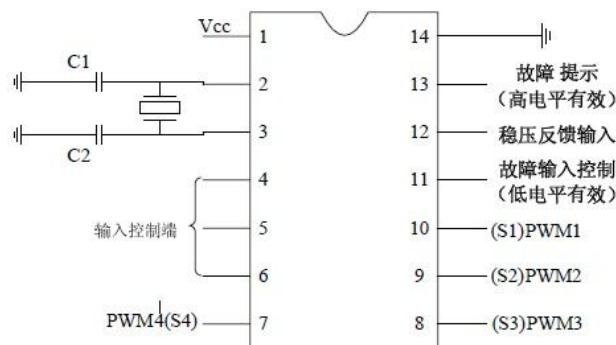 Vcc
1
14
C1
2
13
故障 提示
（高电平有效）
C2
3
12
稳压反馈输入
4
11
故障输入控制
（低电平有效）
输入控制端
5
10
(S1)PWM1
6
9
(S2)PWM2
PWM4(S4)
7
8
(S3)PWM3